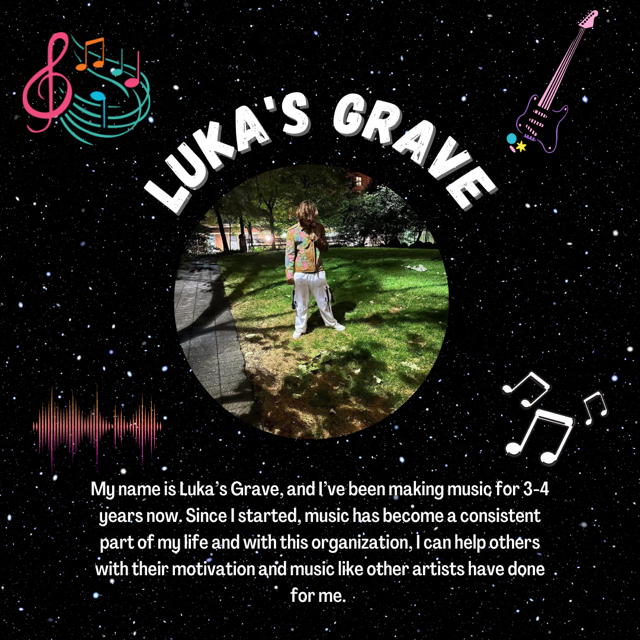 LUKA'S GRAVE
My name is Luka's Grave, and I've been making music for 3-4
years now. Since I started, music has become a consistent
part of my life and with this organization, I can help others
with their motivation and music like other artists have done
for me.